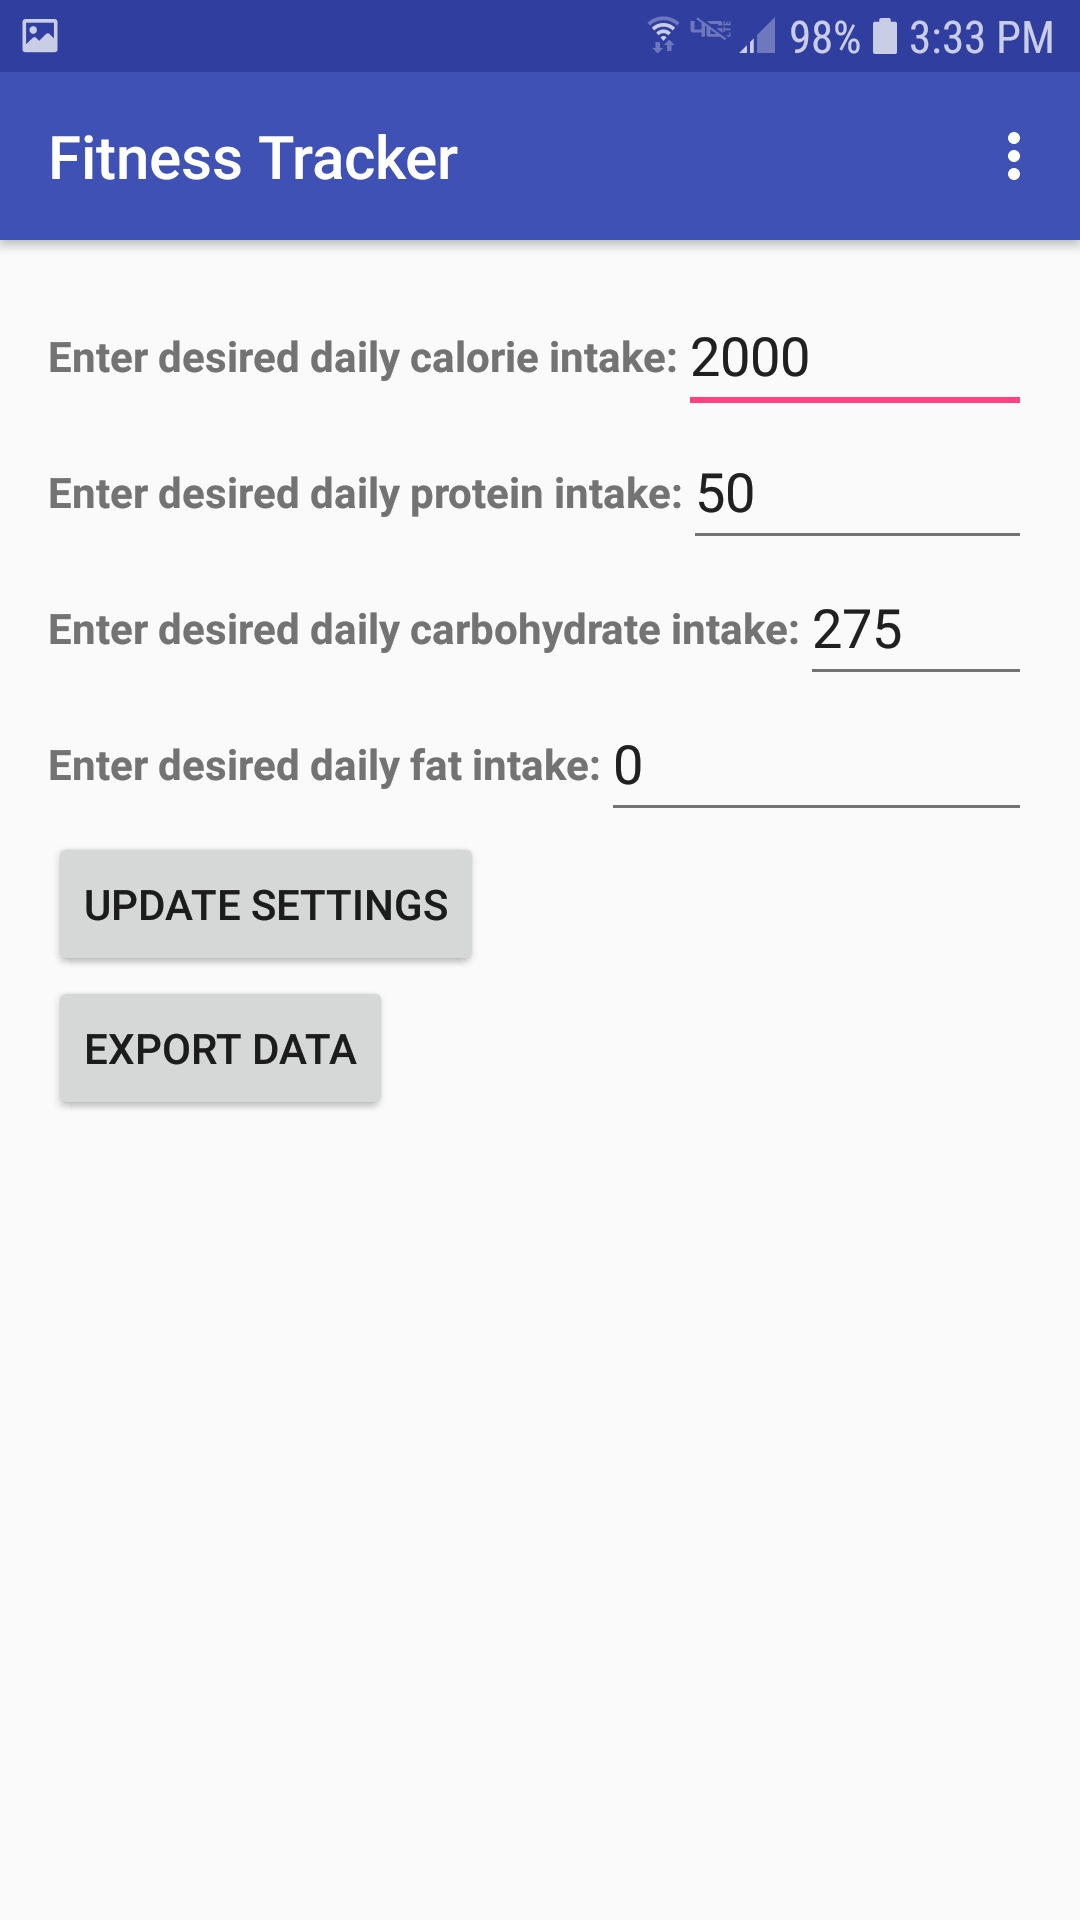 98% 3:33 PM
Fitness Tracker
Enter desired daily calorie intake: 2000
Enter desired daily protein intake: 50
Enter desired daily carbohydrate intake: 275
Enter desired daily fat intake: 0
UPDATE SETTINGS
EXPORT DATA